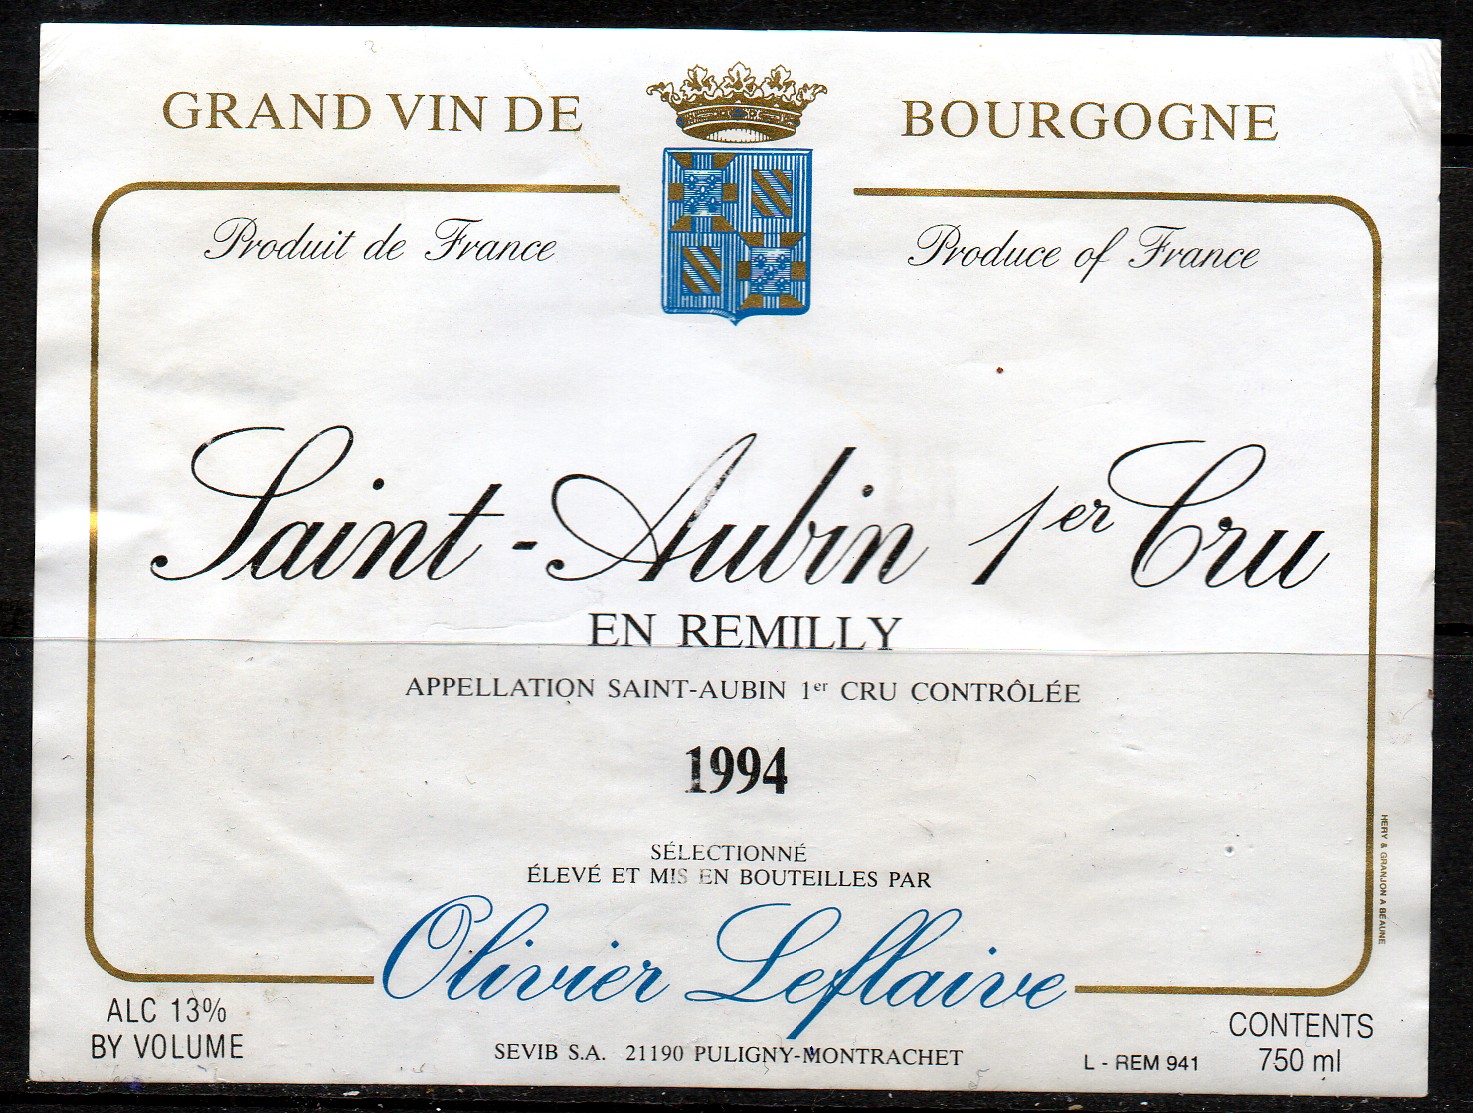 GRAND VIN DE BOURGOGNE
Produit de France
Produce of France
Saint-Aubin 1er Cru
EN REMILLY
APPELLATION SAINT-AUBIN 1er CRU CONTRÔLÉE
1994
SÉLECTIONNÉ
ÉLEVÉ ET MIS EN BOUTEILLES PAR
Olivier Leflaive
ALC 13%
BY VOLUME
SEVIB S.A. 21190 PULIGNY-MONTRACHET
L - REM 941
CONTENTS
750 ml
HERY & GRANJON A BEAUNE